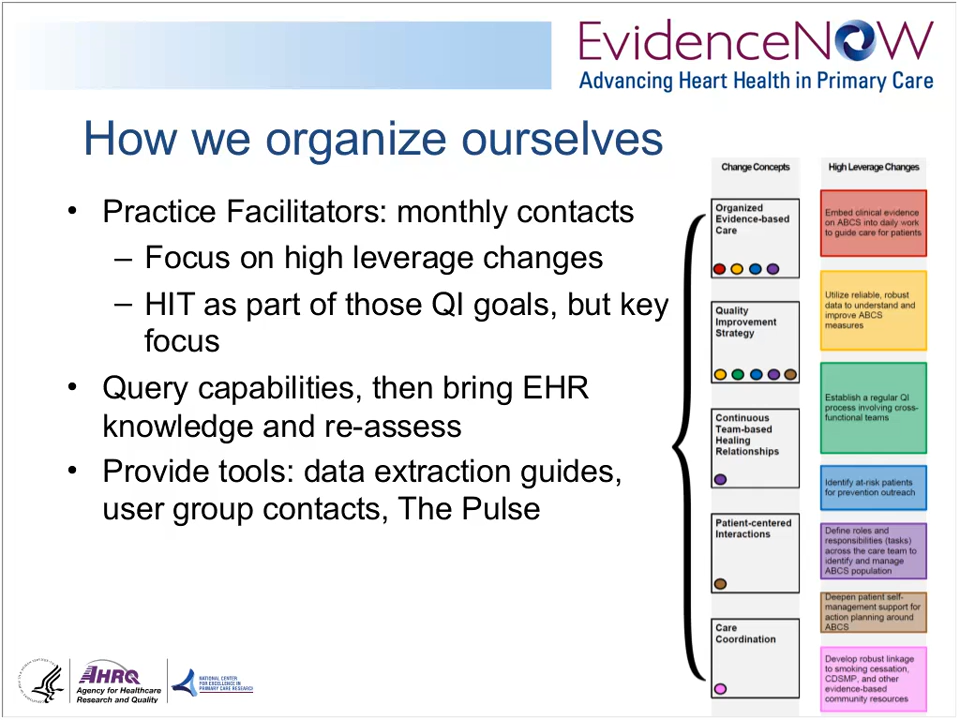 EvidenceNOW
Advancing Heart Health in Primary Care
How we organize ourselves
• Practice Facilitators: monthly contacts
– Focus on high leverage changes
– HIT as part of those QI goals, but key
focus
• Query capabilities, then bring EHR
knowledge and re-assess
• Provide tools: data extraction guides,
user group contacts, The Pulse
Change Concepts
Organized
Evidence-based
Care
Quality
Improvement
Strategy
Continuous
Team-based
Healing
Relationships
Patient-centered
Interactions
Care
Coordination
High Leverage Changes
Embed clinical evidence
on ABCS into daily work
to guide care for patients
Utilize reliable, robust
data to understand and
improve ABCS
measures
Establish a regular QI
process involving cross-
functional teams
Identify at-risk patients
for prevention outreach
Define roles and
responsibilities (tasks)
across the care team to
identify and manage
ABCS population
Deepen patient self-
management support for
action planning around
ABCS
Develop robust linkage
to smoking cessation,
CDSMP, and other
evidence-based
community resources
AHRQ
Agency for Healthcare
Research and Quality
NATIONAL CENTER
FOR EXCELLENCE IN
PRIMARY CARE RESEARCH